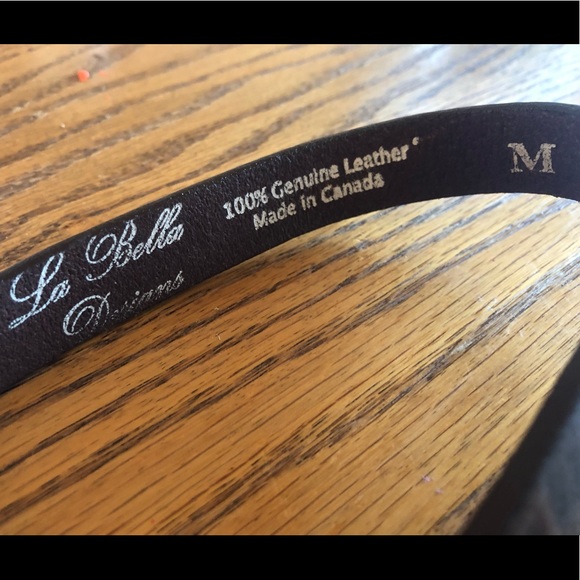 La Bella
Designs
100% Genuine Leather
Made in Canada
M